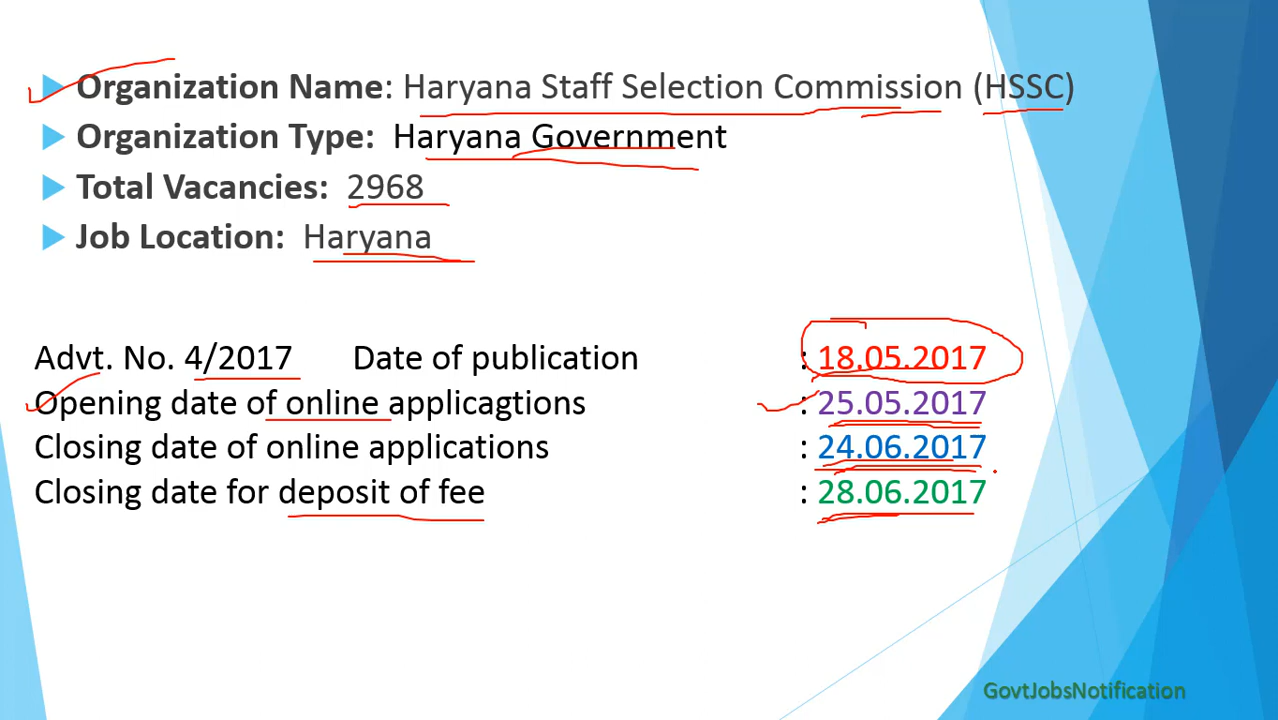 Organization Name: Haryana Staff Selection Commission (HSSC)
Organization Type: Haryana Government
Total Vacancies: 2968
Job Location: Haryana
Advt. No. 4/2017 Date of publication : 18.05.2017
Opening date of online applicagtions : 25.05.2017
Closing date of online applications : 24.06.2017
Closing date for deposit of fee : 28.06.2017
GovtJobsNotification